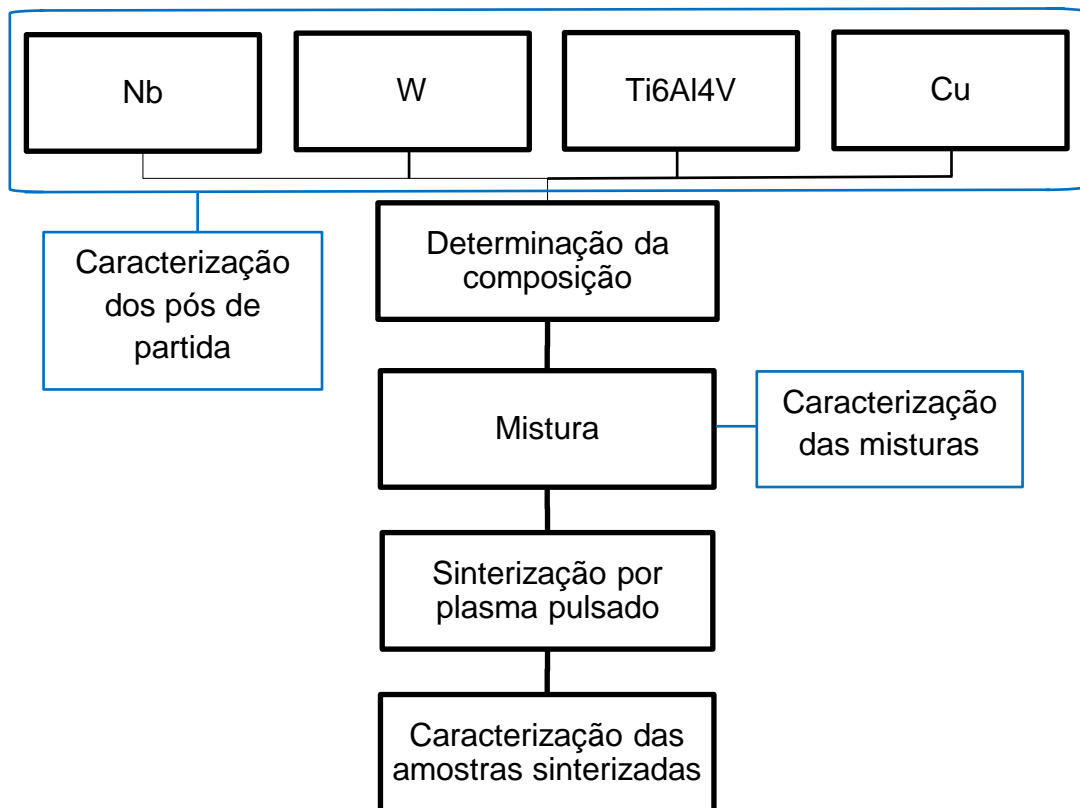 Nb
W
Ti6Al4V
Cu
Caracterização
dos pós de
partida
Determinação da
composição
Mistura
Caracterização
das misturas
Sinterização por
plasma pulsado
Caracterização das
amostras sinterizadas